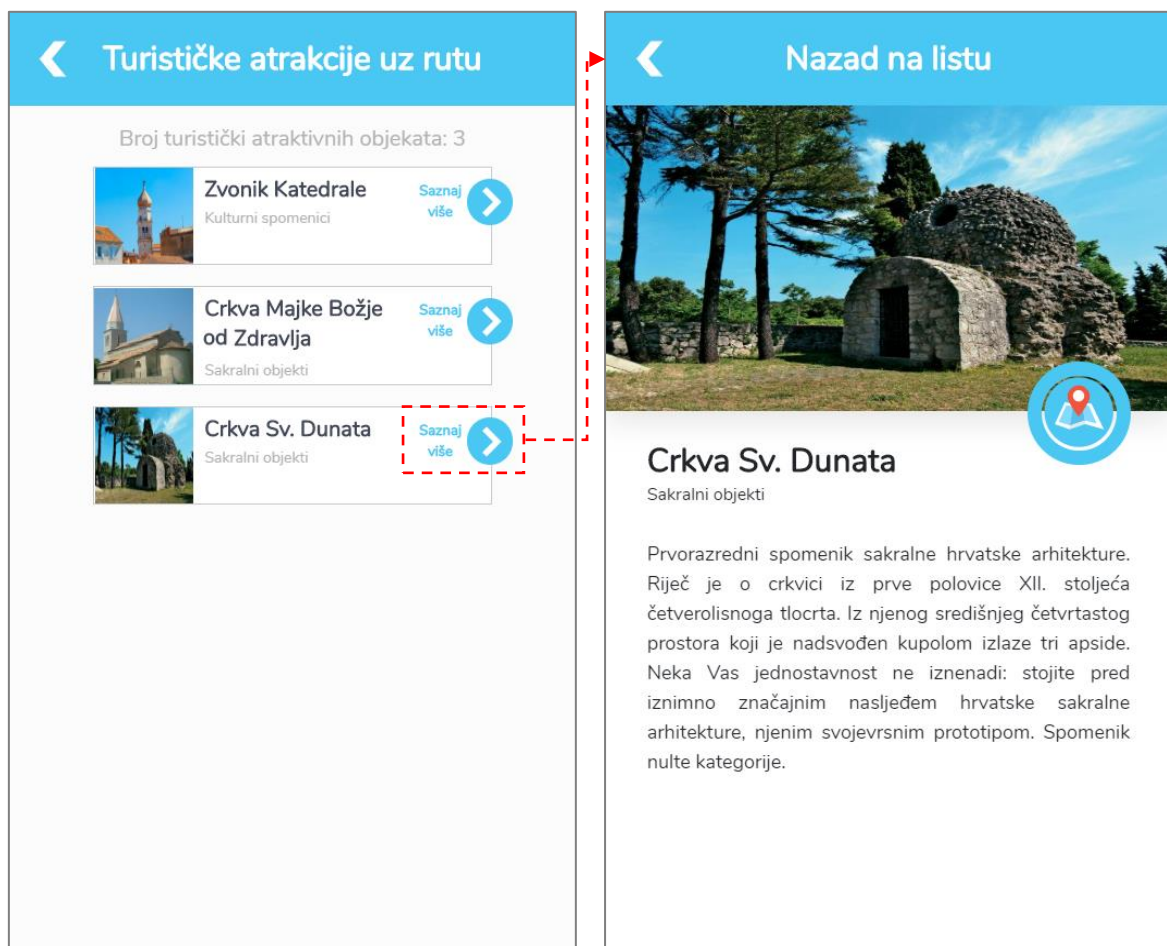 Turističke atrakcije uz rutu
Broj turistički atraktivnih objekata: 3
Zvonik Katedrale
Kulturni spomenici
Saznaj
više
Crkva Majke Božje
od Zdravlja
Sakralni objekti
Saznaj
više
Crkva Sv. Dunata
Sakralni objekti
Saznaj
više
Nazad na listu
Crkva Sv. Dunata
Sakralni objekti
Prvorazredni spomenik sakralne hrvatske arhitekture.
Riječ je o crkvici iz prve polovice XII. stoljeća
četverolisnoga tlocrta. Iz njenog središnjeg četvrtastog
prostora koji je nadsvođen kupolom izlaze tri apside.
Neka Vas jednostavnost ne iznenadi: stojite pred
iznimno značajnim nasljeđem hrvatske sakralne
arhitekture, njenim svojevrsnim prototipom. Spomenik
nulte kategorije.